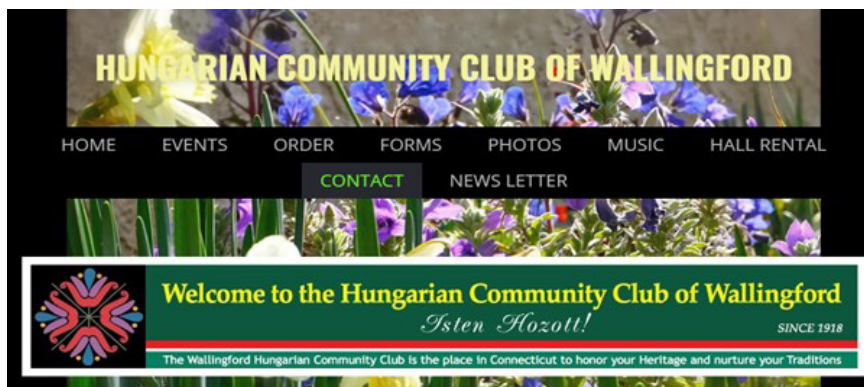 HUNGARIAN COMMUNITY CLUB OF WALLINGFORD
HOME EVENTS ORDER FORMS PHOTOS MUSIC HALL RENTAL
CONTACT NEWS LETTER
Welcome to the Hungarian Community Club of Wallingford
Isten Hozott!
SINCE 1918
The Wallingford Hungarian Community Club is the place in Connecticut to honor your Heritage and nurture your Traditions